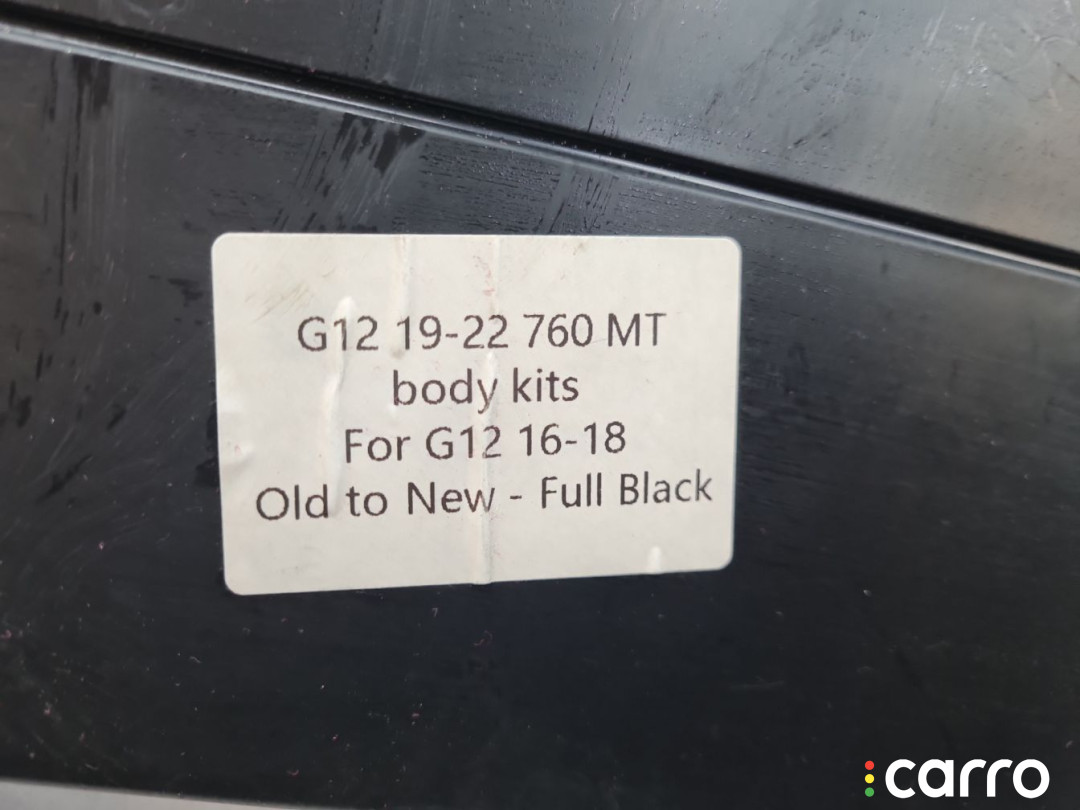 G12 19-22 760 MT
body kits
For G12 16-18
Old to New - Full Black
carro